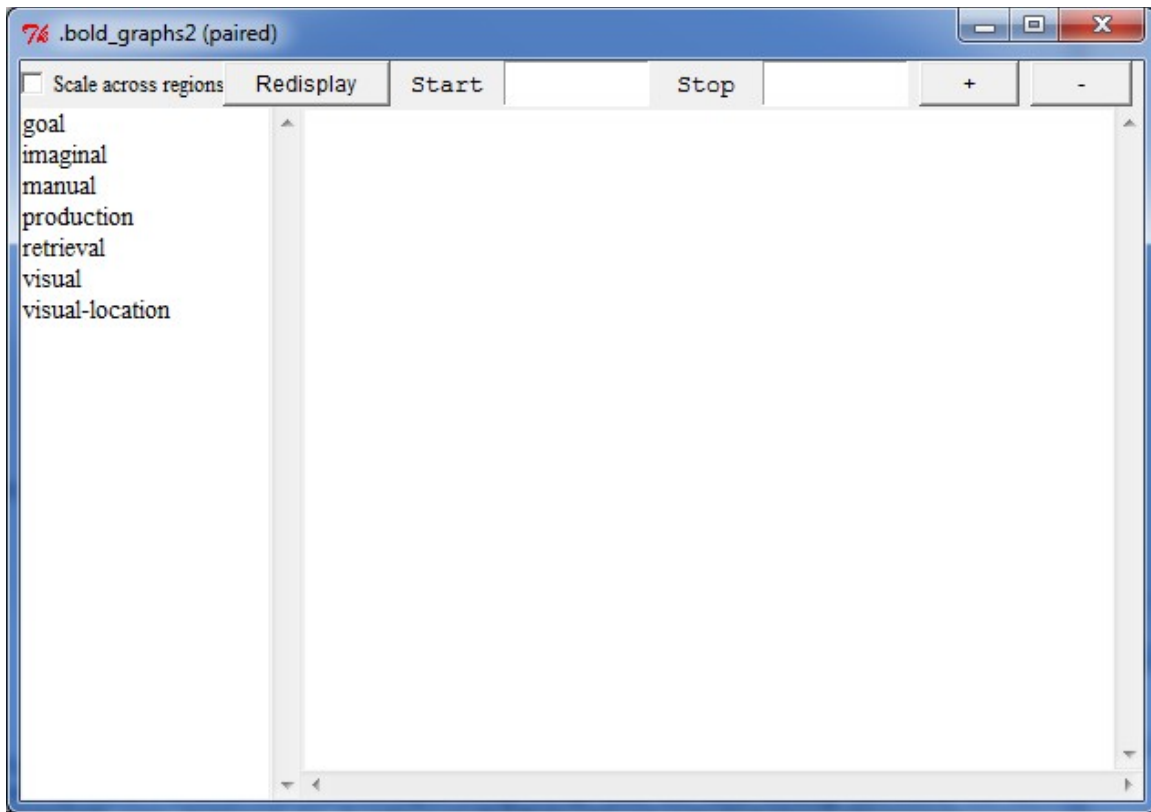 .bold_graphs2 (paired)
Scale across regions Redisplay Start Stop + -
goal
imaginal
manual
production
retrieval
visual
visual-location